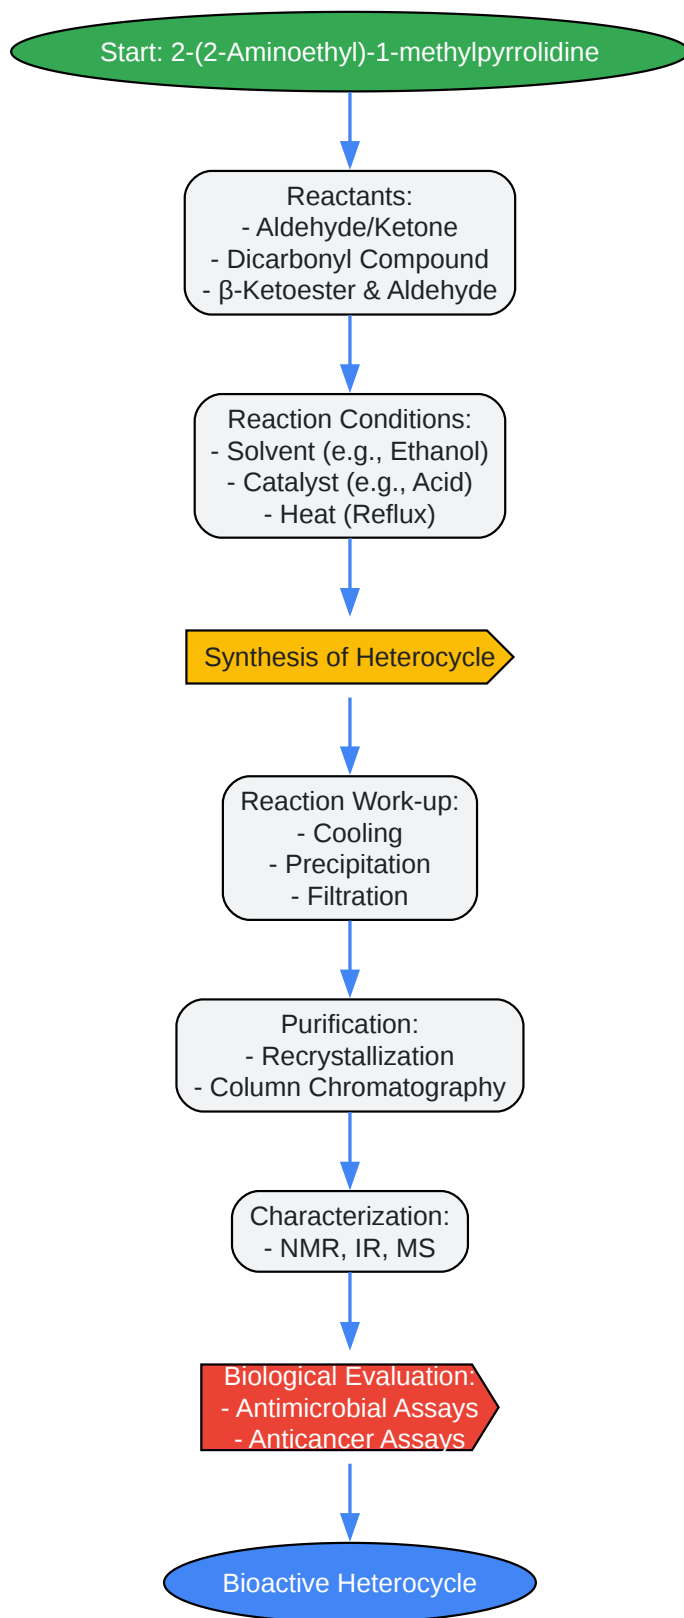 Start: 2-(2-Aminoethyl)-1-methylpyrrolidine
Reactants:
- Aldehyde/Ketone
- Dicarbonyl Compound
- β-Ketoester & Aldehyde
Reaction Conditions:
- Solvent (e.g., Ethanol)
- Catalyst (e.g., Acid)
- Heat (Reflux)
Synthesis of Heterocycle
Reaction Work-up:
- Cooling
- Precipitation
- Filtration
Purification:
- Recrystallization
- Column Chromatography
Characterization:
- NMR, IR, MS
Biological Evaluation:
- Antimicrobial Assays
- Anticancer Assays
Bioactive Heterocycle